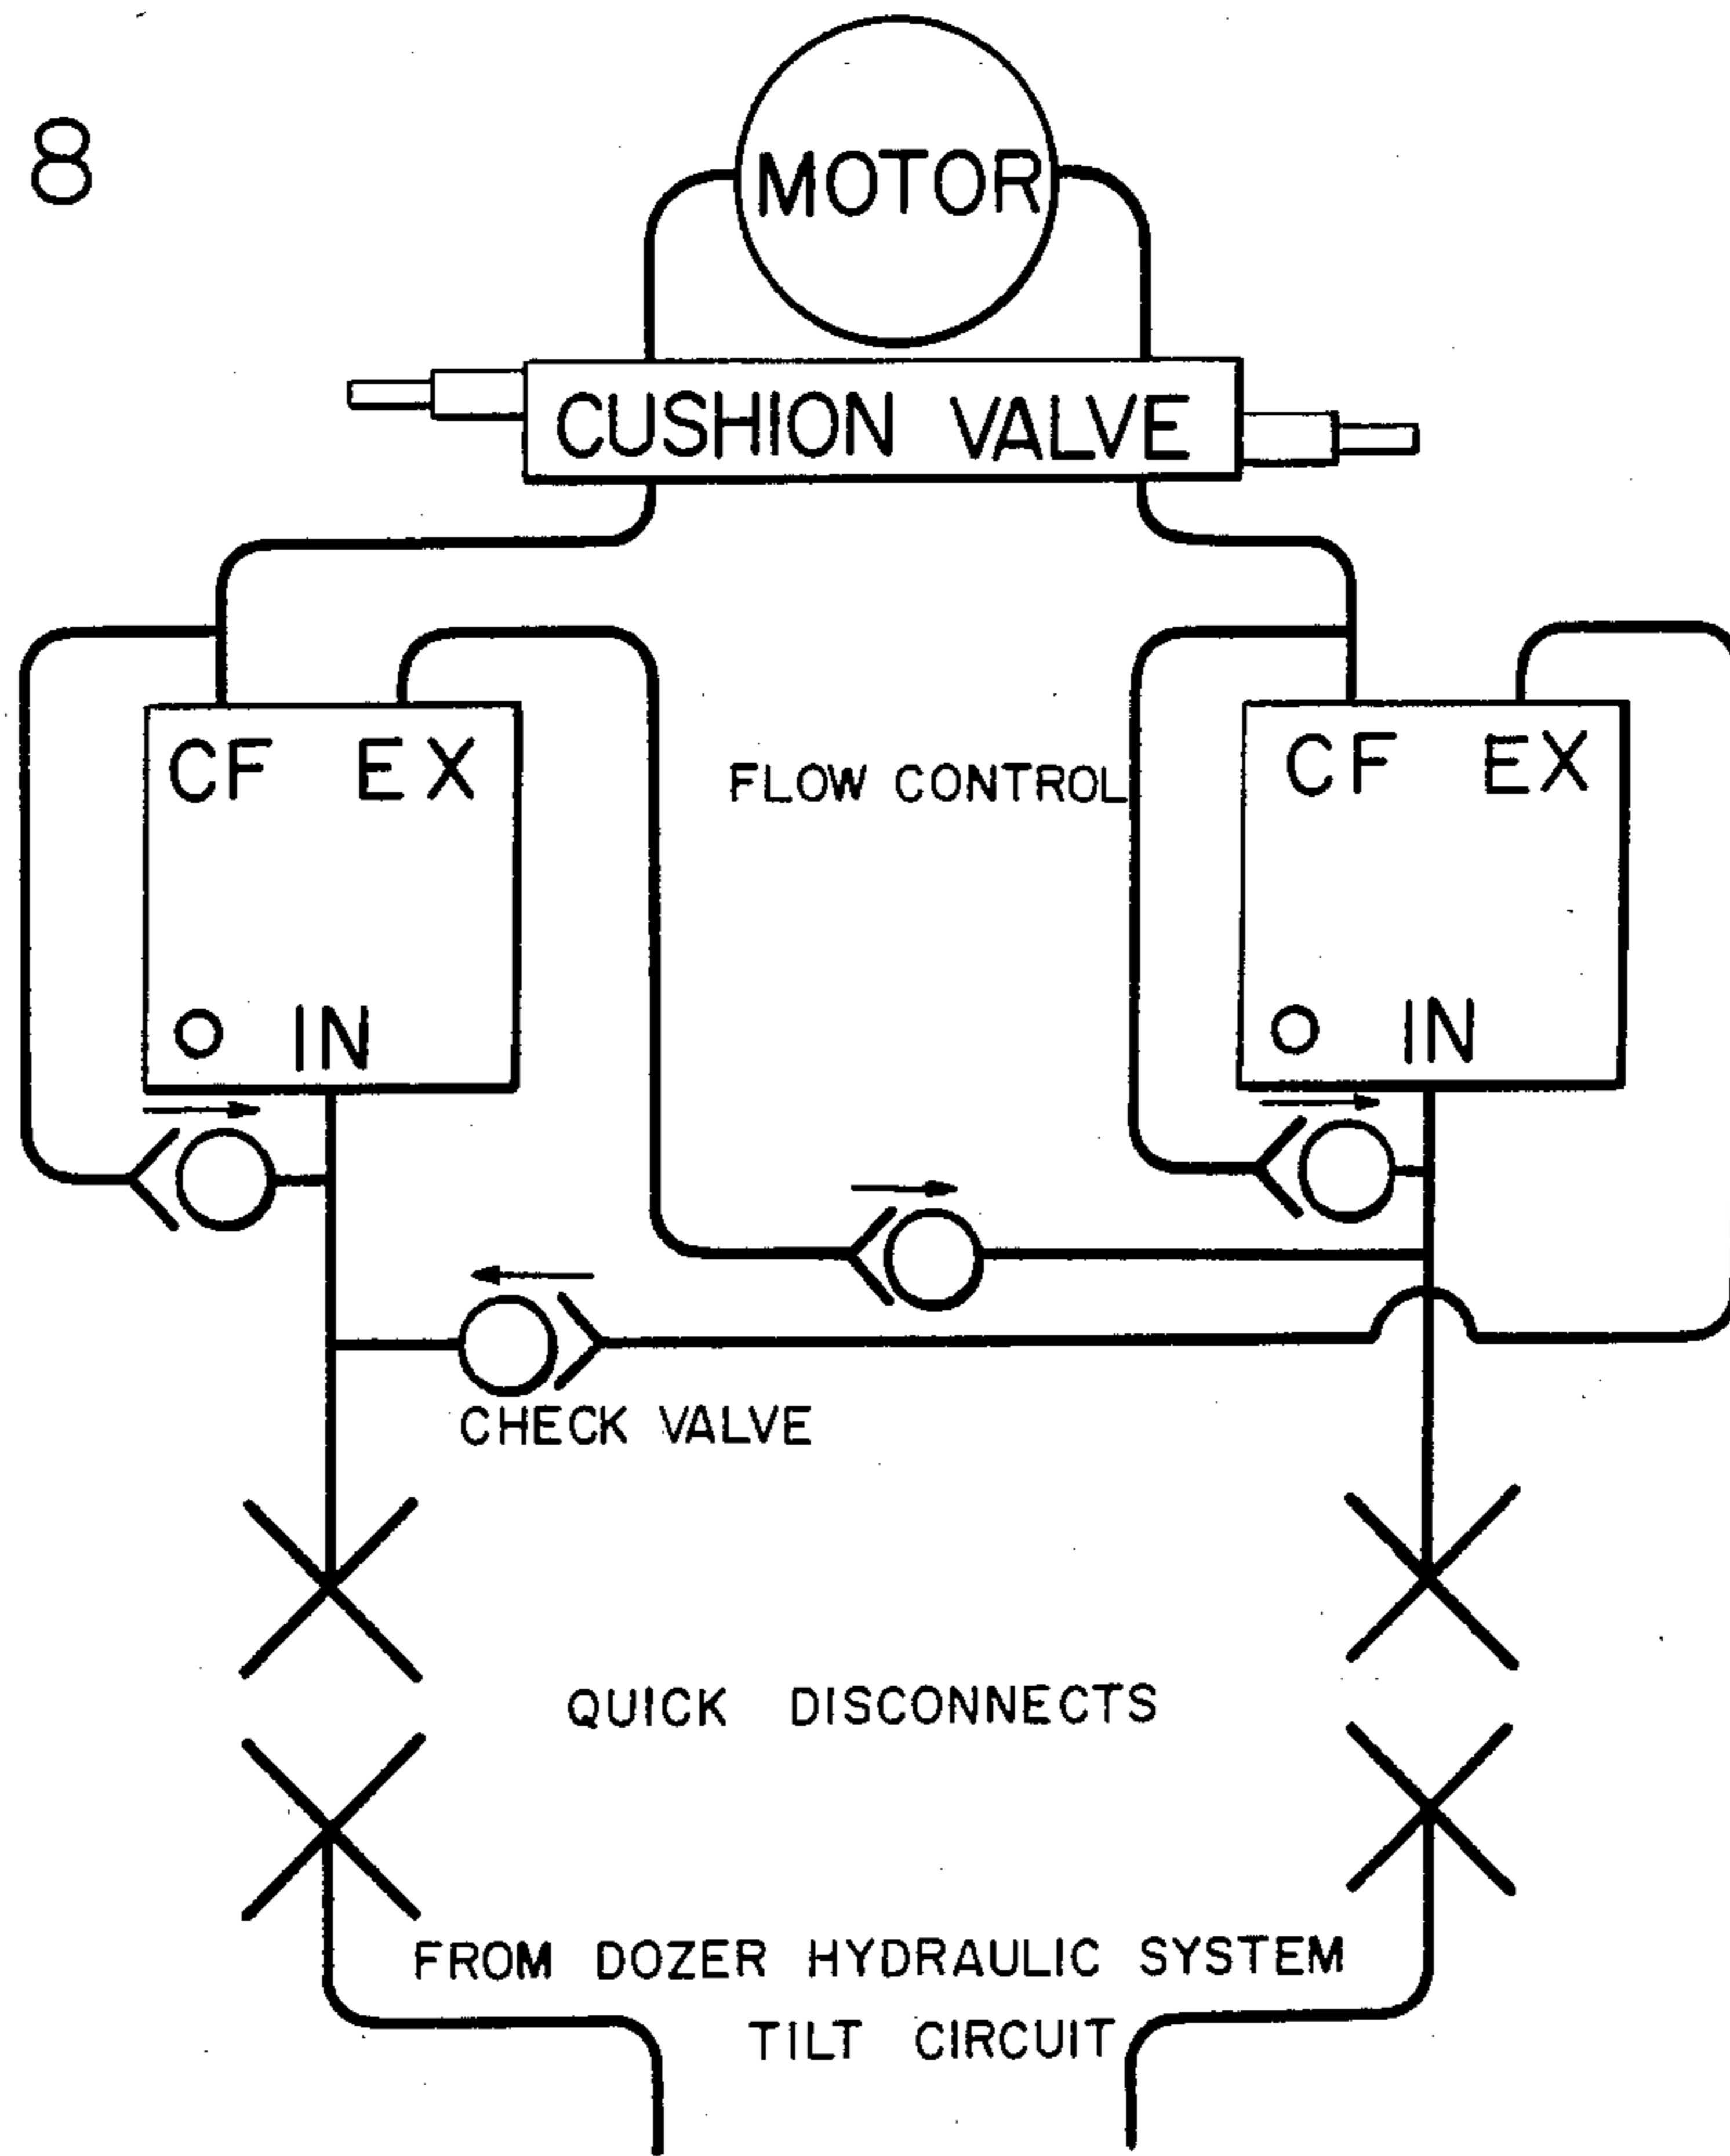 8
MOTOR
CUSHION VALVE
CF EX
FLOW CONTROL
CF EX
O IN
O IN
CHECK VALVE
QUICK DISCONNECTS
FROM DOZER HYDRAULIC SYSTEM
TILT CIRCUIT